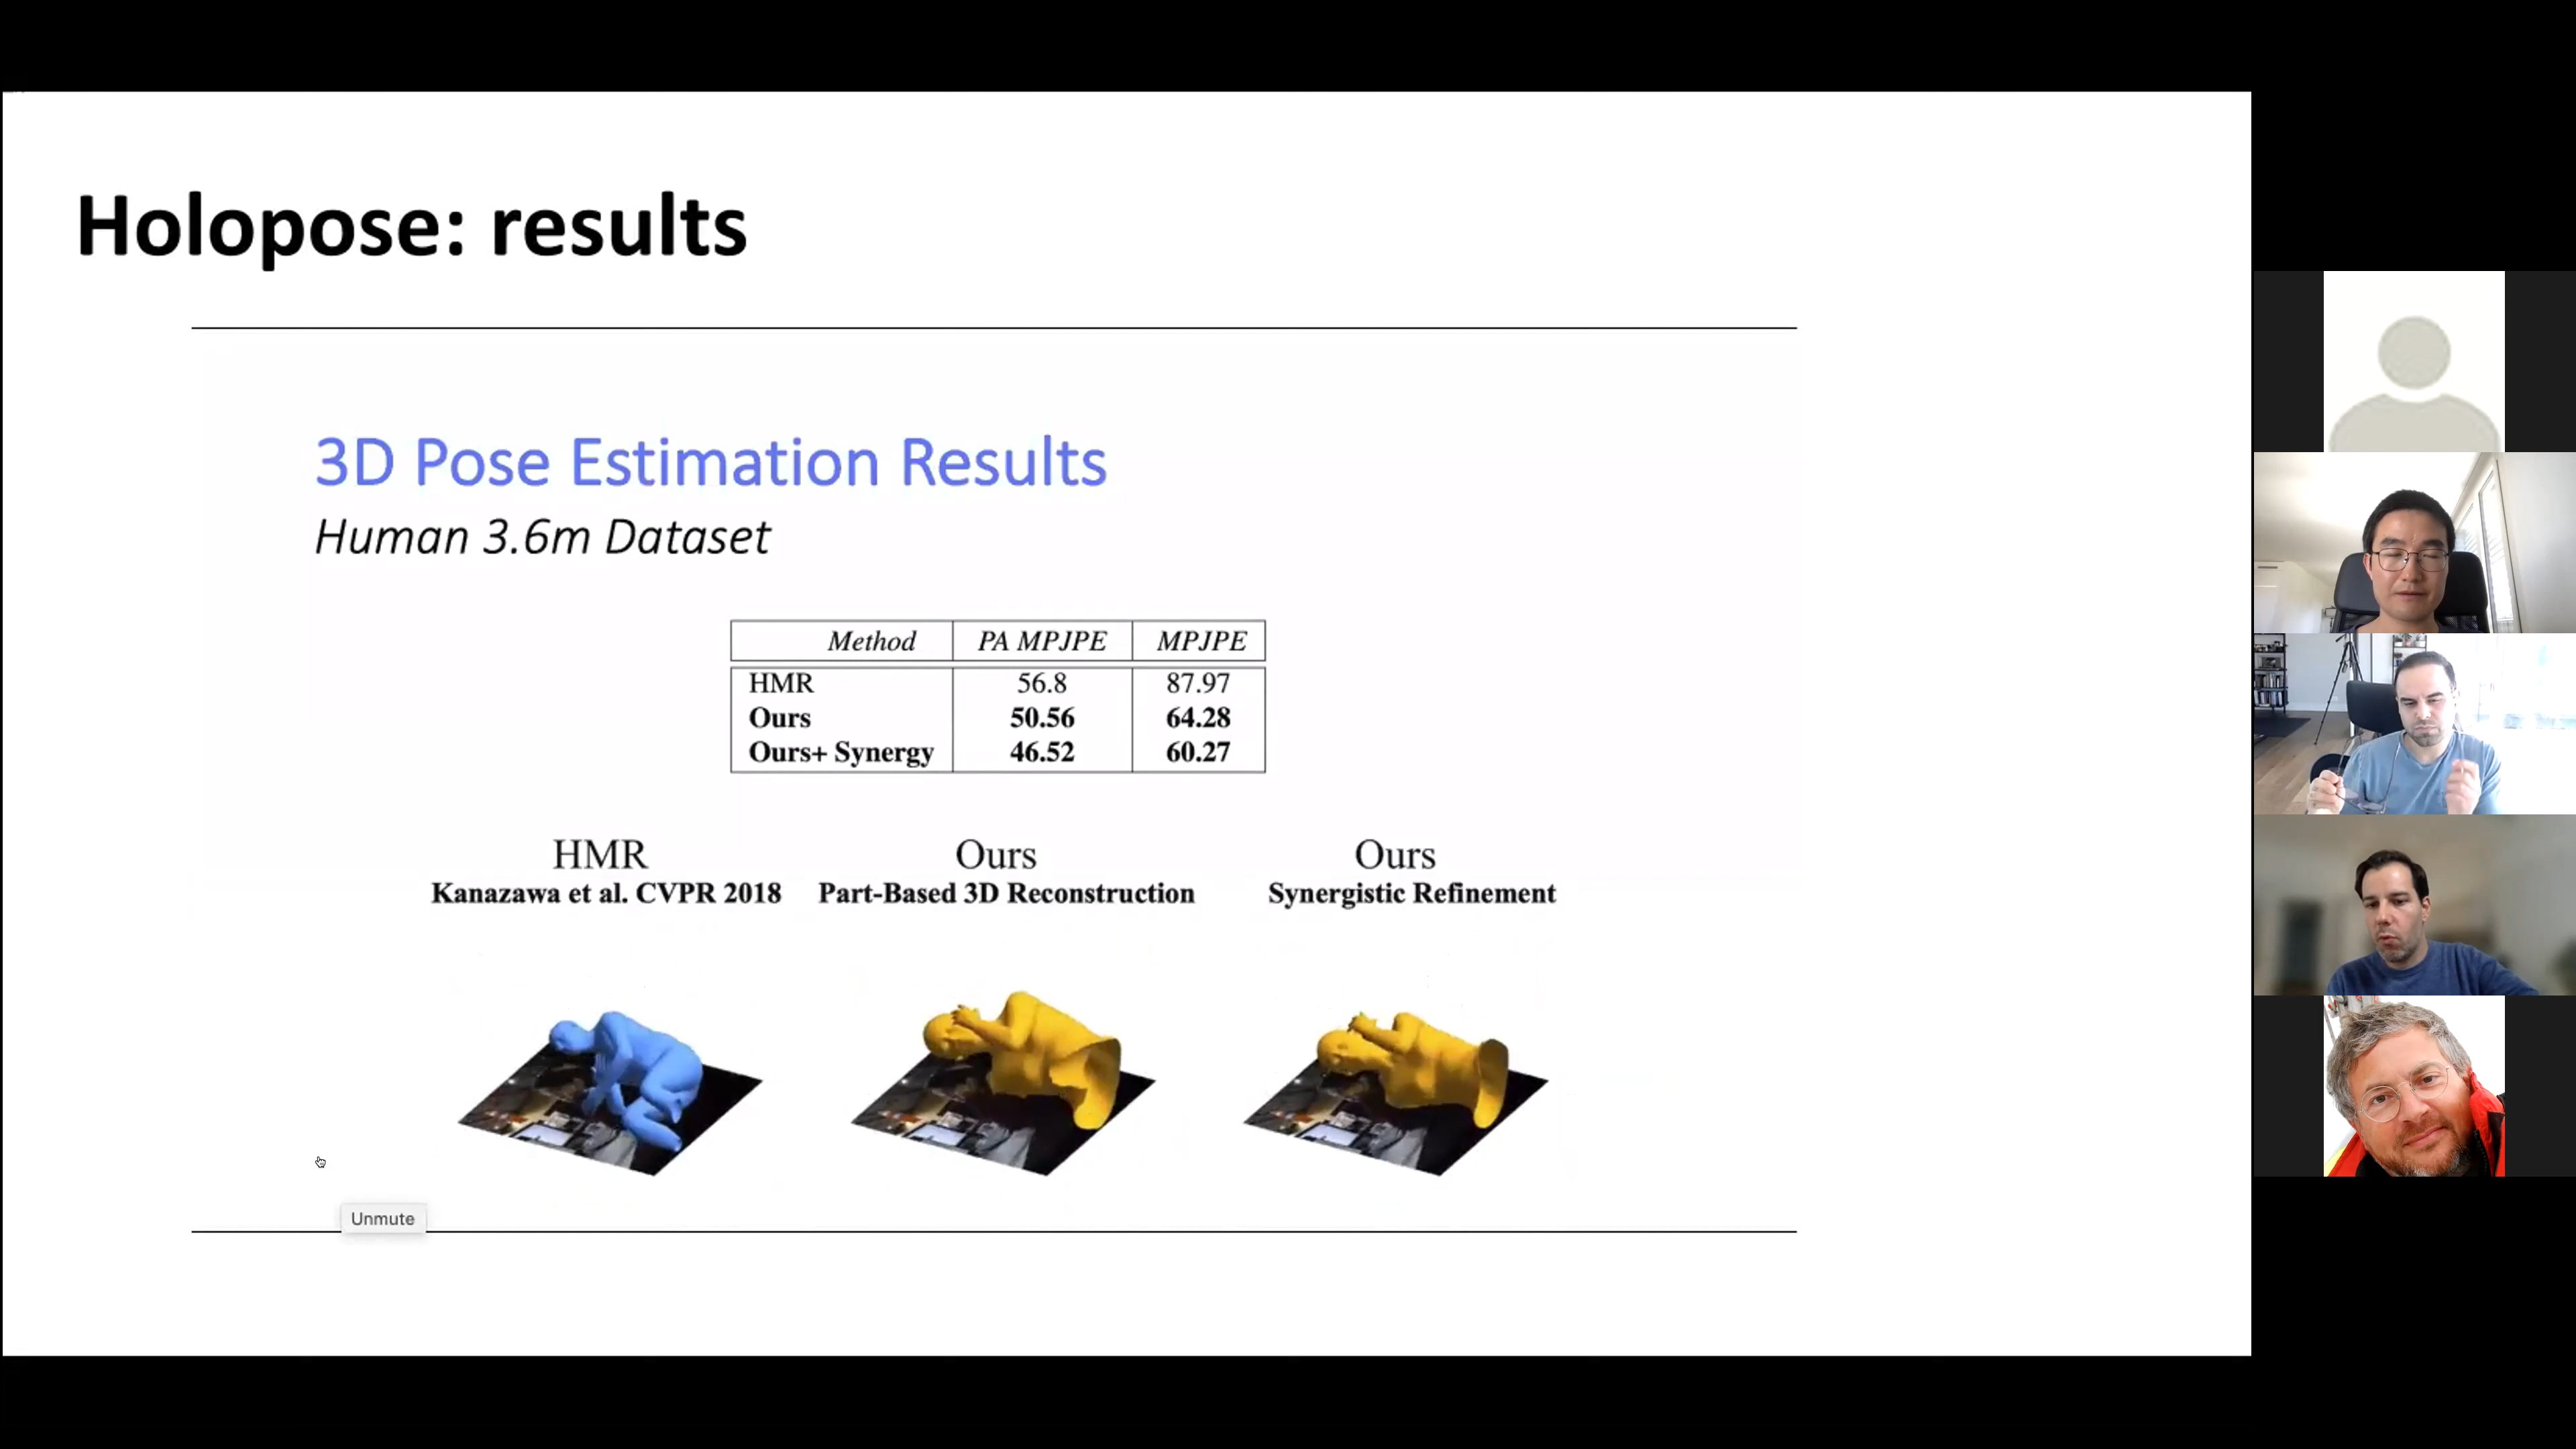 Holopose: results
3D Pose Estimation Results
Human 3.6m Dataset
Method PA MPJPE MPJPE
HMR 56.8 87.97
Ours 50.56 64.28
Ours+ Synergy 46.52 60.27
HMR Ours Ours
Kanazawa et al. CVPR 2018 Part-Based 3D Reconstruction Synergistic Refinement
Unmute